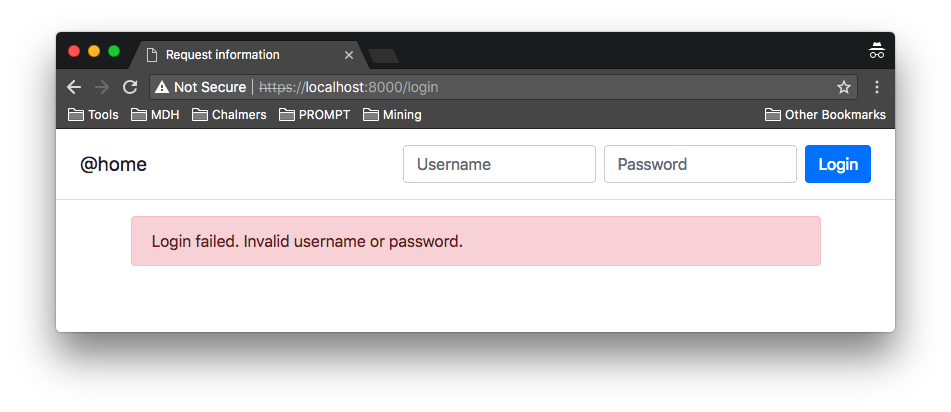 Request information
Not Secure https://localhost:8000/login
Tools MDH Chalmers PROMPT Mining Other Bookmarks
@home Username Password Login
Login failed. Invalid username or password.